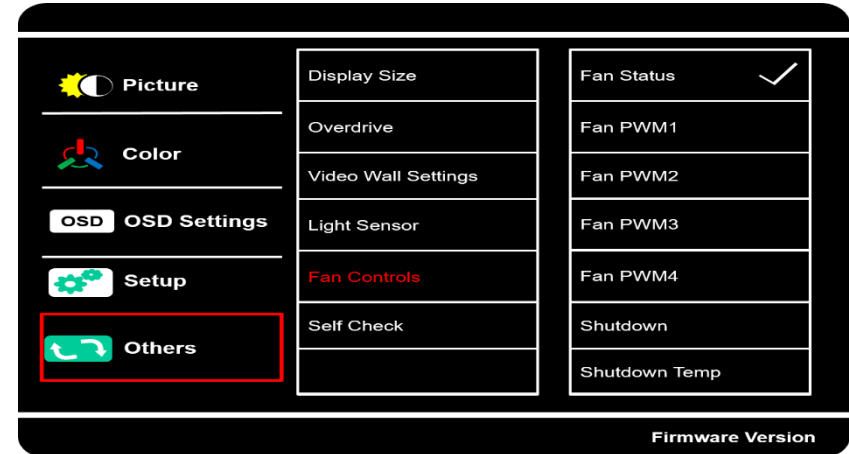 Picture
Color
OSD OSD Settings
Setup
Others
Display Size
Overdrive
Video Wall Settings
Light Sensor
Fan Controls
Self Check
Fan Status
Fan PWM1
Fan PWM2
Fan PWM3
Fan PWM4
Shutdown
Shutdown Temp
Firmware Version